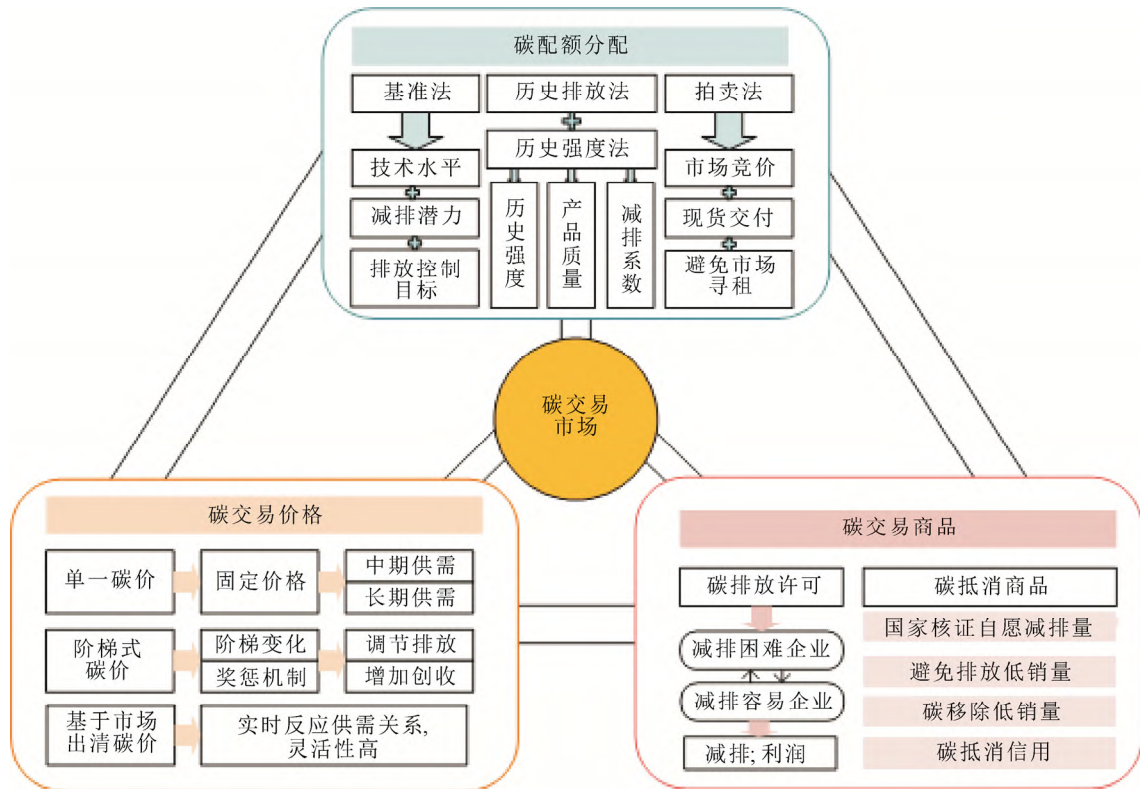 碳配额分配
基准法
历史排放法
拍卖法
历史强度法
技术水平
减排潜力
排放控制
目标
历史强度
产品质量
减排系数
市场竞价
现货交付
避免市场
寻租
碳交易
市场
碳交易价格
单一碳价
固定价格
中期供需
长期供需
阶梯式
碳价
阶梯变化
奖惩机制
调节排放
增加创收
基于市场
出清碳价
实时反应供需关系,
灵活性高
碳交易商品
碳排放许可
减排困难企业
减排容易企业
减排; 利润
碳抵消商品
国家核证自愿减排量
避免排放低销量
碳移除低销量
碳抵消信用